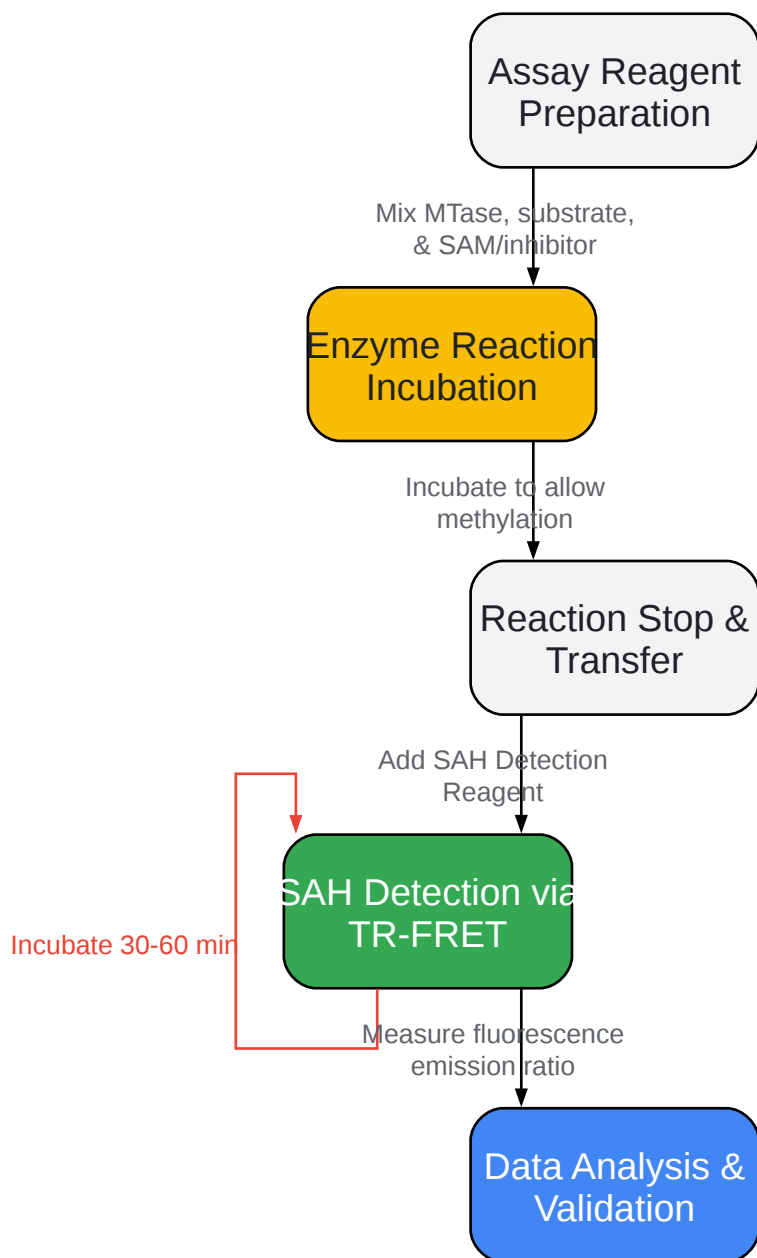 Assay Reagent
Preparation
Mix MTase, substrate,
& SAM/inhibitor
Enzyme Reaction
Incubation
Incubate to allow
methylation
Reaction Stop &
Transfer
Add SAH Detection
Reagent
SAH Detection via
TR-FRET
Incubate 30-60 min
Measure fluorescence
emission ratio
Data Analysis &
Validation